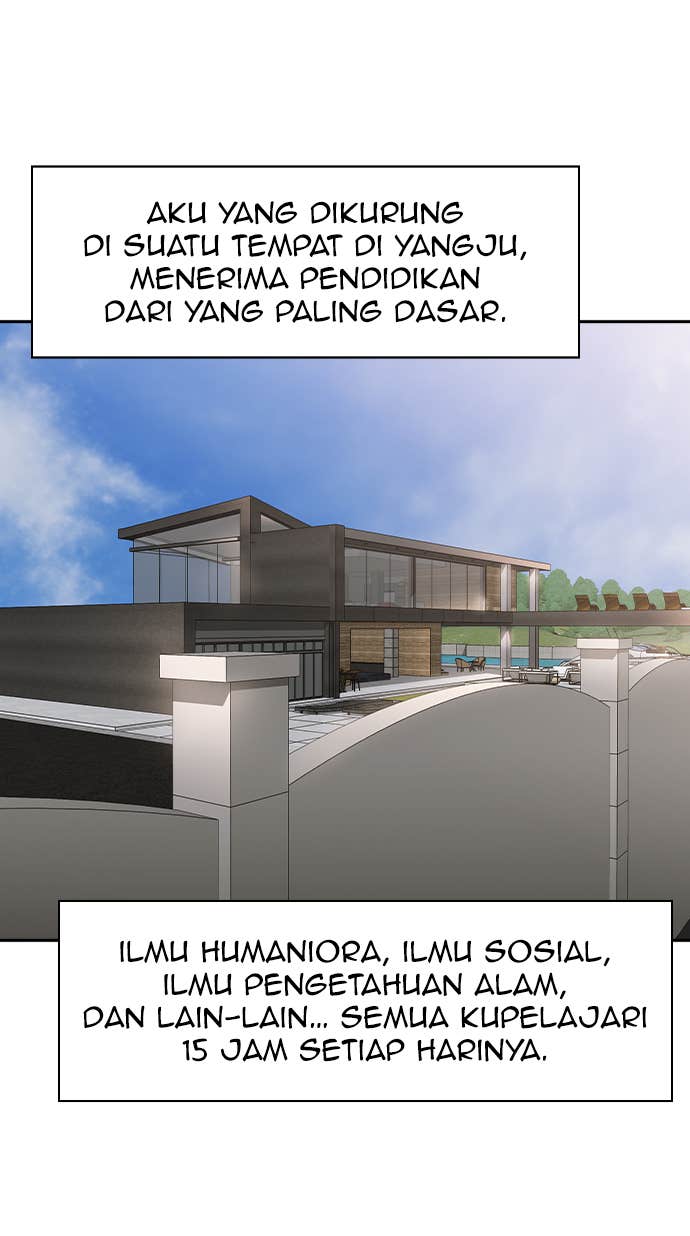 AKU YANG DIKURUNG
DI SUATU TEMPAT DI YANGJU,
MENERIMA PENDIDIKAN
DARI YANG PALING DASAR.
ILMU HUMANIORA, ILMU SOSIAL,
ILMU PENGETAHUAN ALAM,
DAN LAIN-LAIN... SEMUA KUPELAJARI
15 JAM SETIAP HARINYA.